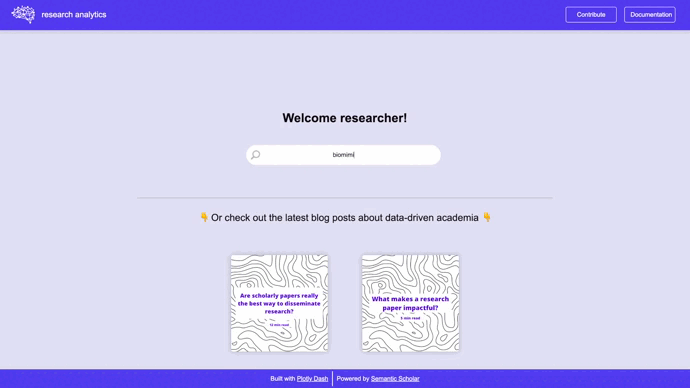 research analytics
Contribute
Documentation
Welcome researcher!
biomimi
👇 Or check out the latest blog posts about data-driven academia 👇
Are scholarly papers really
the best way to disseminate
research?
13 min read
What makes a research
paper impactful?
5 min read
Built with Plotly Dash
Powered by Semantic Scholar